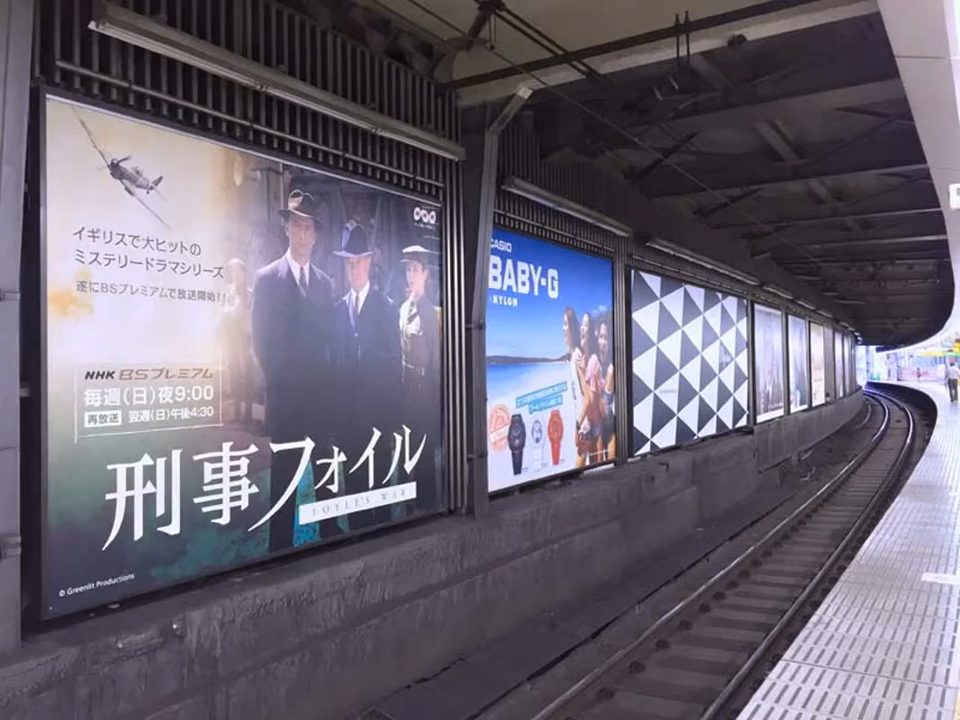 NHK
イギリスで大ヒットの
ミステリードラマシリーズ
遂にBSプレミアムで放送開始!!
NHK BSプレミアム
毎週(日)夜9:00
再放送 翌週(日)午後4:30
刑事フォイル
FOYLE'S WAR
© Greenlit Productions
CASIO
BABY-G
NYLON